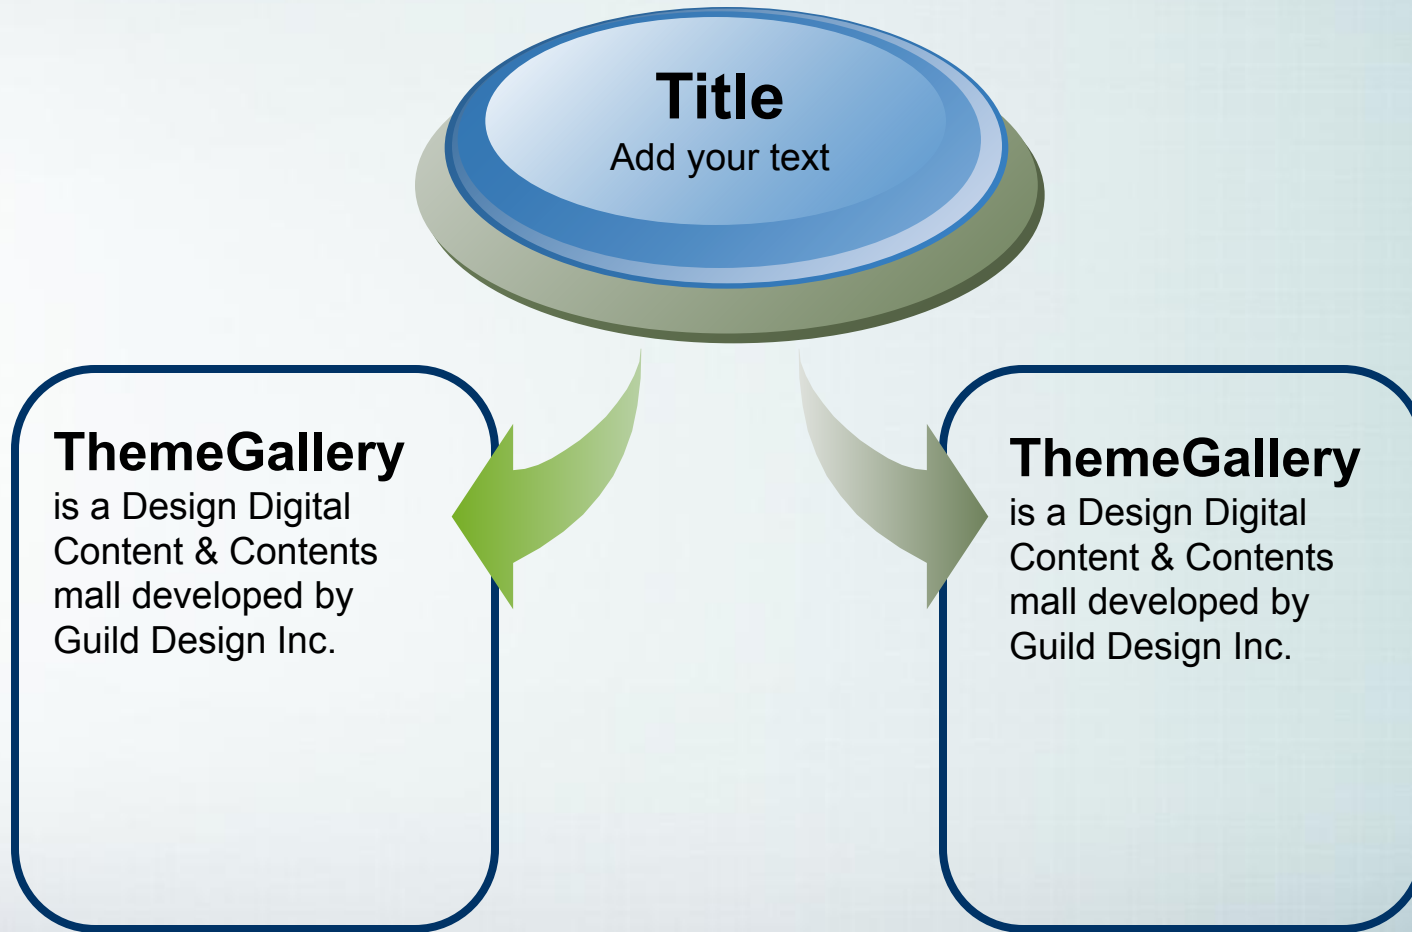 Title
Add your text
ThemeGallery
is a Design Digital
Content & Contents
mall developed by
Guild Design Inc.
ThemeGallery
is a Design Digital
Content & Contents
mall developed by
Guild Design Inc.